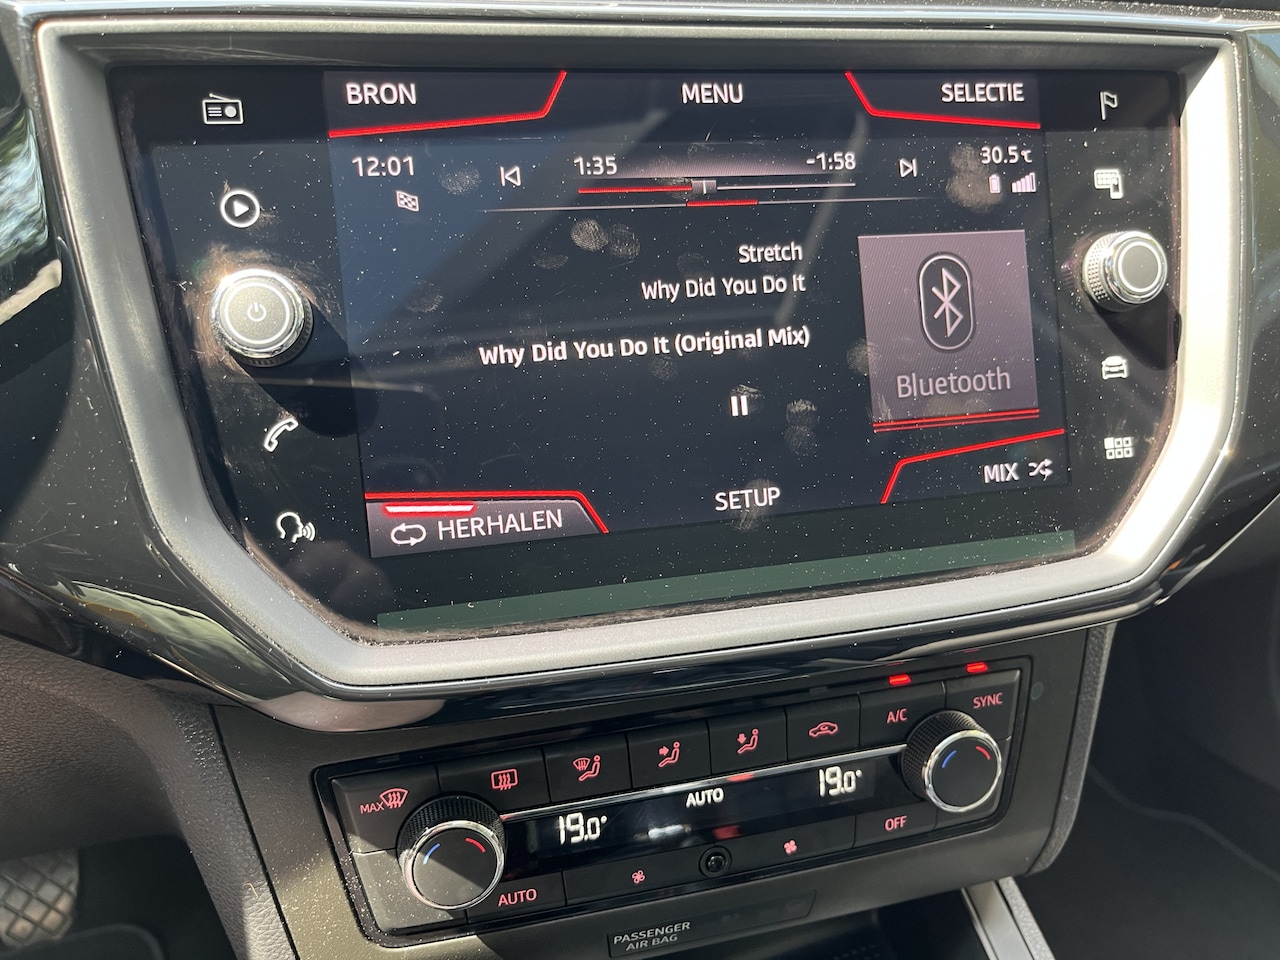 BRON MENU SELECTIE
12:01 1:35 -1:58 30.5℃
Stretch
Why Did You Do It
Why Did You Do It (Original Mix)
Bluetooth
MIX
SETUP
HERHALEN
SYNC
A/C
MAX
AUTO
19.0°
19.0°
OFF
AUTO
PASSENGER
AIR BAG